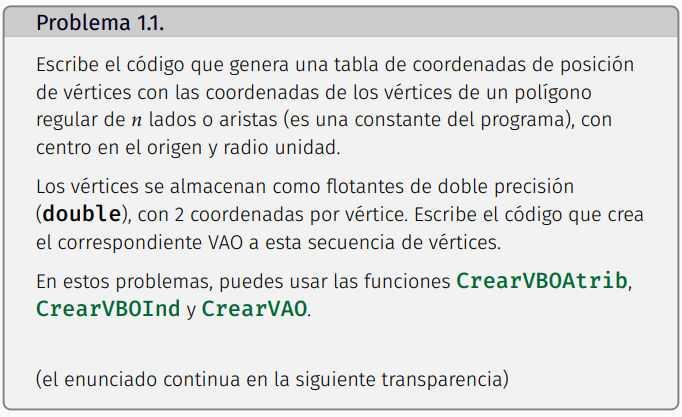 Problema 1.1.
Escribe el código que genera una tabla de coordenadas de posición
de vértices con las coordenadas de los vértices de un polígono
regular de n lados o aristas (es una constante del programa), con
centro en el origen y radio unidad.
Los vértices se almacenan como flotantes de doble precisión
(double), con 2 coordenadas por vértice. Escribe el código que crea
el correspondiente VAO a esta secuencia de vértices.
En estos problemas, puedes usar las funciones CrearVBOAtrib,
CrearVBOInd y CrearVAO.
(el enunciado continua en la siguiente transparencia)